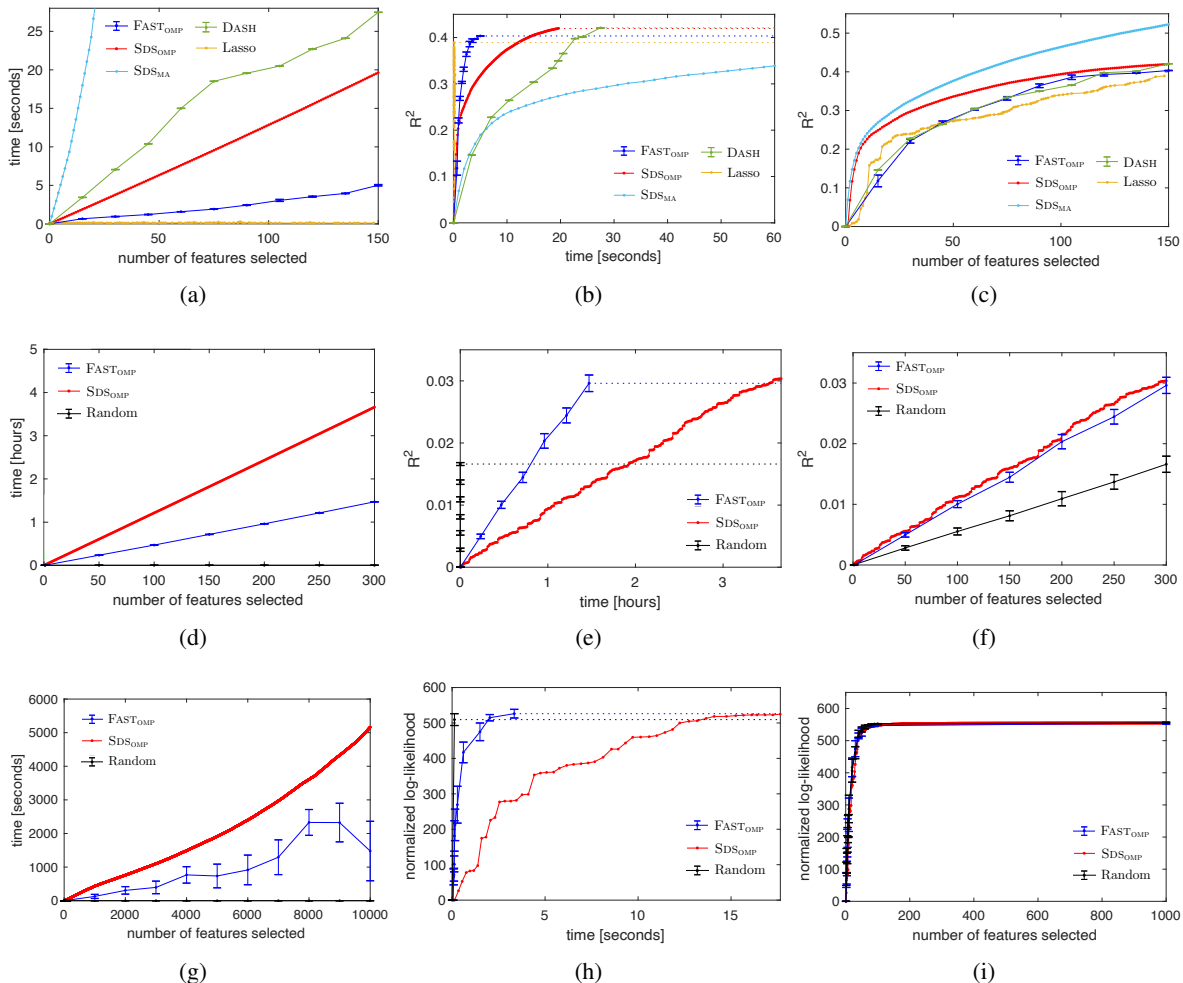 FAST_OMP
SDS_OMP
SDS_MA
DASH
Lasso
time [seconds]
25
20
15
10
5
0
0 50 100 150
number of features selected
(a)
R²
0.4
0.3
0.2
0.1
0
FAST_OMP
SDS_OMP
SDS_MA
DASH
Lasso
0 10 20 30 40 50 60
time [seconds]
(b)
R²
0.5
0.4
0.3
0.2
0.1
0
FAST_OMP
SDS_OMP
SDS_MA
DASH
Lasso
0 50 100 150
number of features selected
(c)
time [hours]
5
4
3
2
1
0
FAST_OMP
SDS_OMP
Random
0 50 100 150 200 250 300
number of features selected
(d)
R²
0.03
0.02
0.01
0
FAST_OMP
SDS_OMP
Random
0 1 2 3
time [hours]
(e)
R²
0.03
0.02
0.01
0
FAST_OMP
SDS_OMP
Random
0 50 100 150 200 250 300
number of features selected
(f)
time [seconds]
6000
5000
4000
3000
2000
1000
0
FAST_OMP
SDS_OMP
Random
0 2000 4000 6000 8000 10000
number of features selected
(g)
normalized log-likelihood
600
500
400
300
200
100
0
FAST_OMP
SDS_OMP
Random
0 5 10 15
time [seconds]
(h)
normalized log-likelihood
600
500
400
300
200
100
0
FAST_OMP
SDS_OMP
Random
0 200 400 600 800 1000
number of features selected
(i)